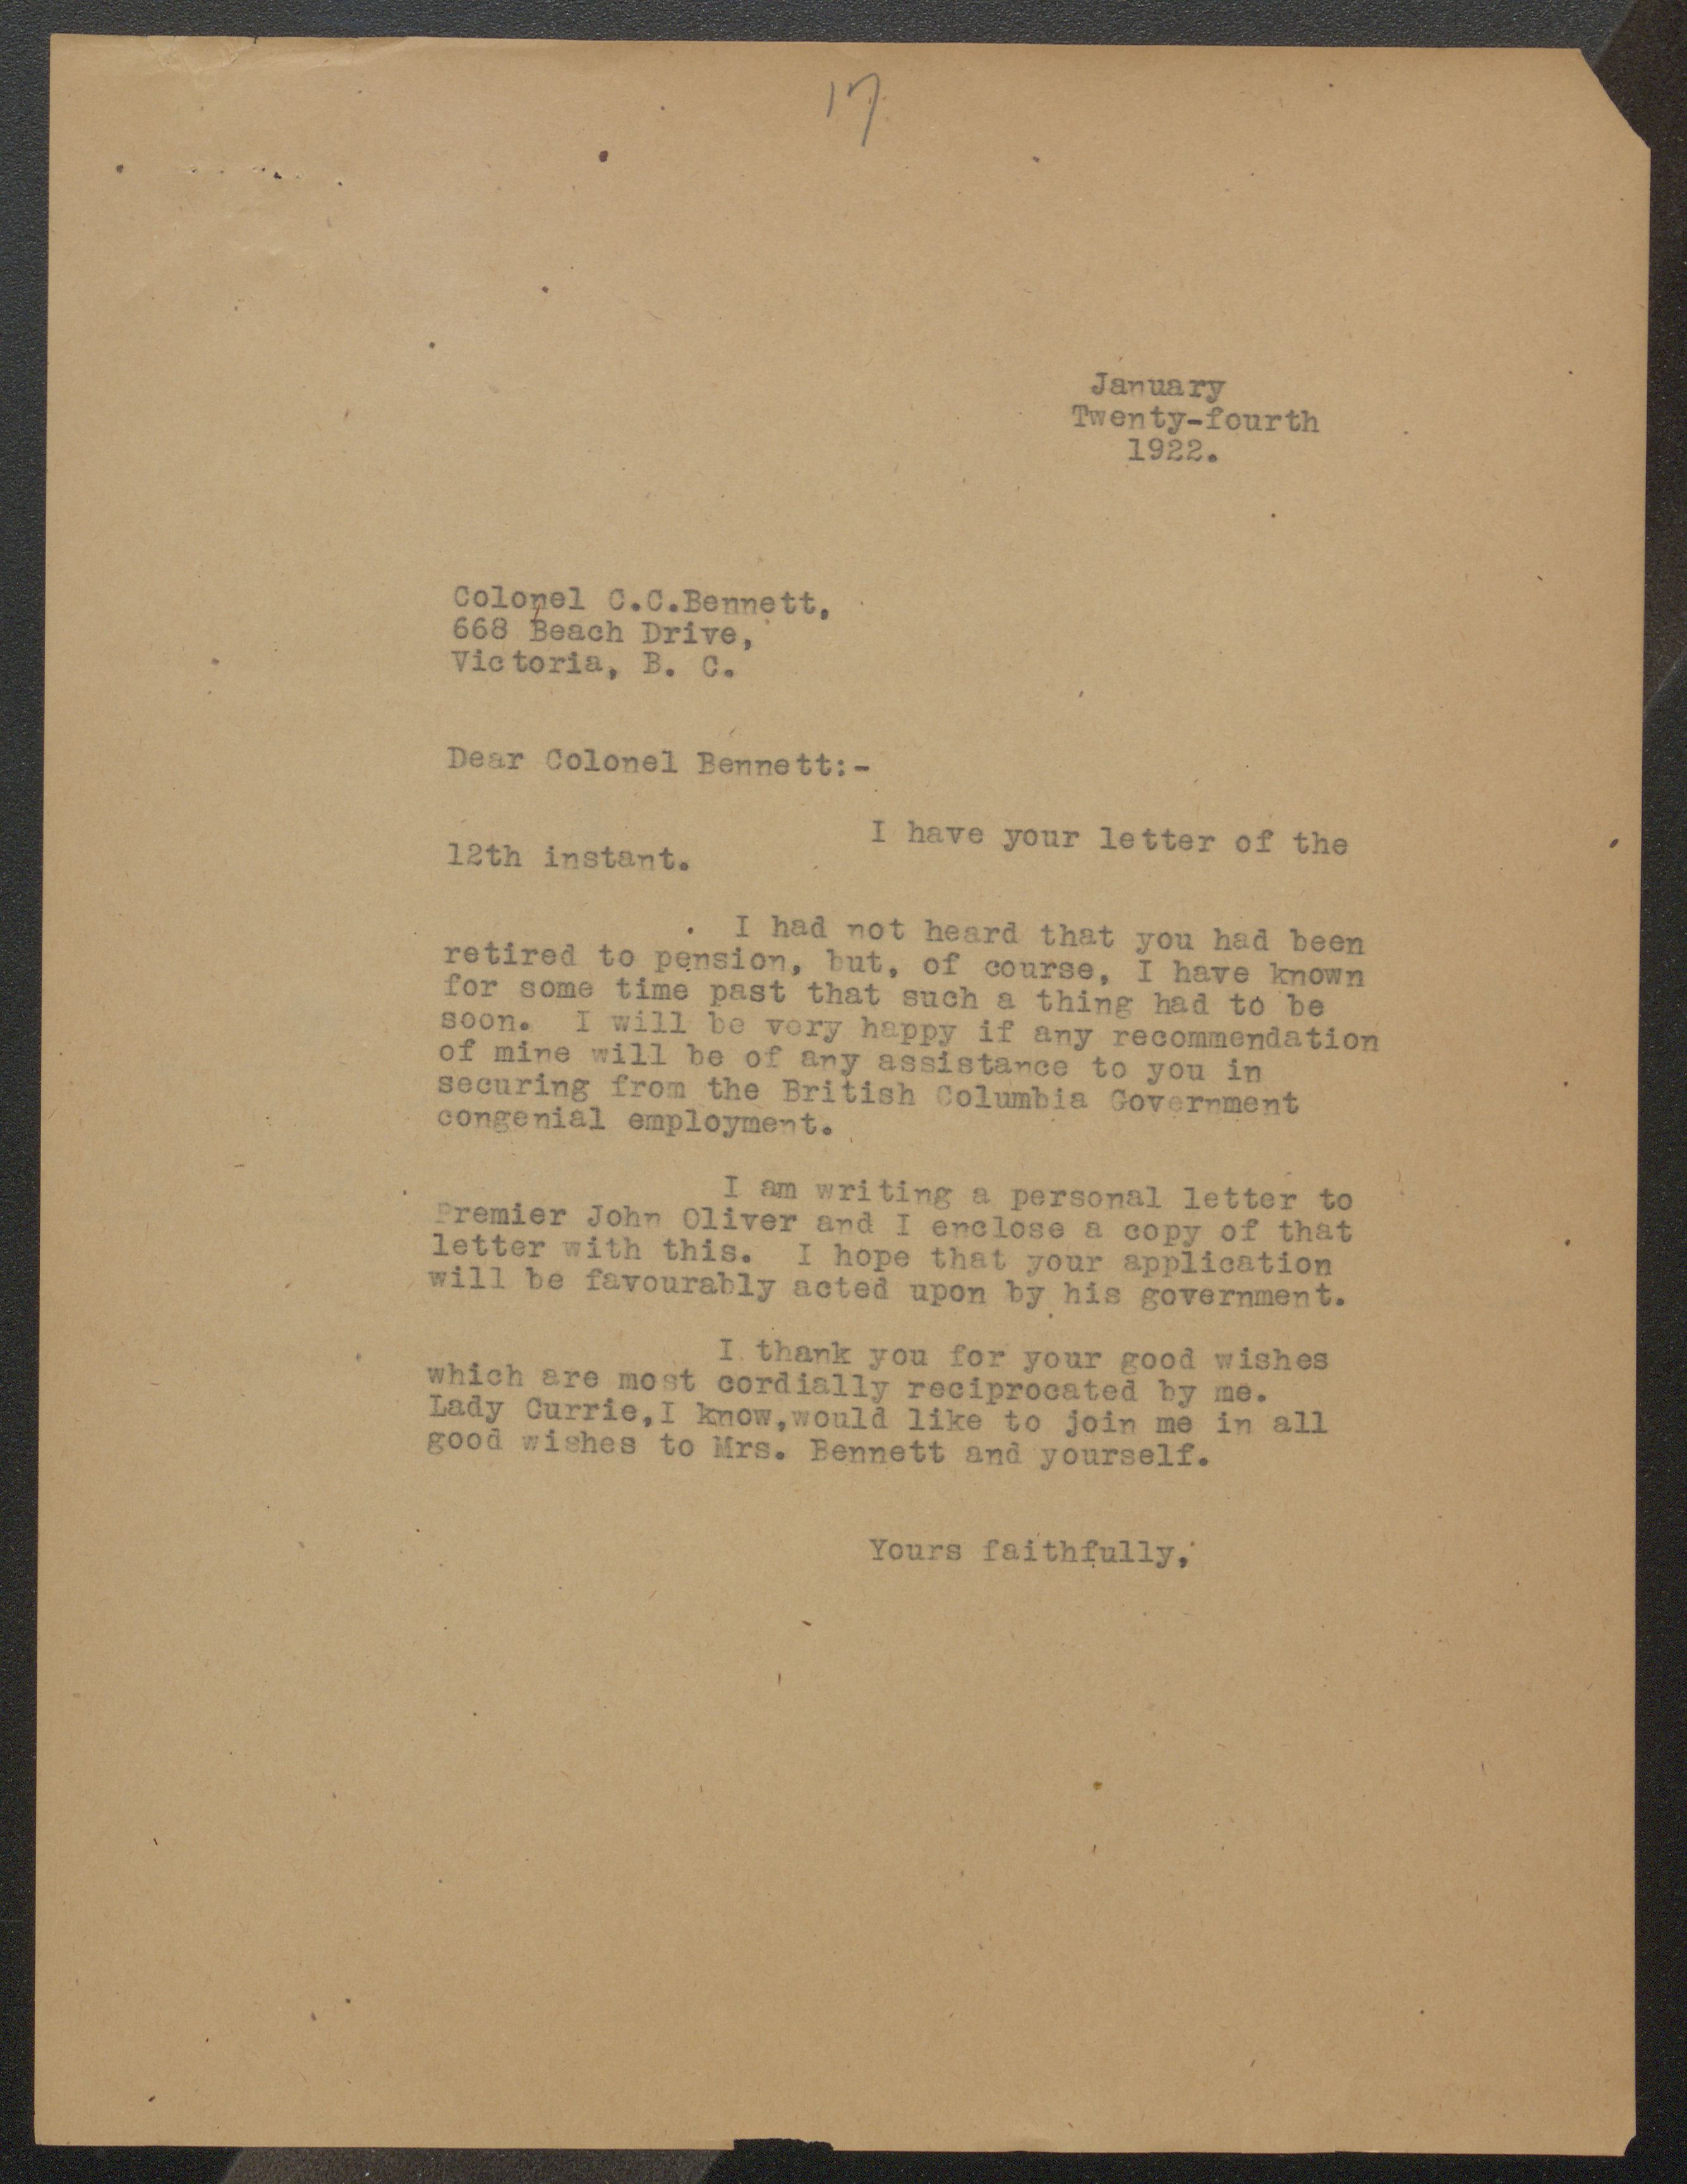 17
January
Twenty-fourth
1922.
Colonel C.C.Bennett,
668 Beach Drive,
Victoria, B. C.
Dear Colonel Bennett:-
I have your letter of the
12th instant.
I had not heard that you had been
retired to pension, but, of course, I have known
for some time past that such a thing had to be
soon. I will be very happy if any recommendation
of mine will be of any assistance to you in
securing from the British Columbia Government
congenial employment.
I am writing a personal letter to
Premier John Oliver and I enclose a copy of that
letter with this. I hope that your application
will be favourably acted upon by his government.
I thank you for your good wishes
which are most cordially reciprocated by me.
Lady Currie,I know,would like to join me in all
good wishes to Mrs. Bennett and yourself.
Yours faithfully,